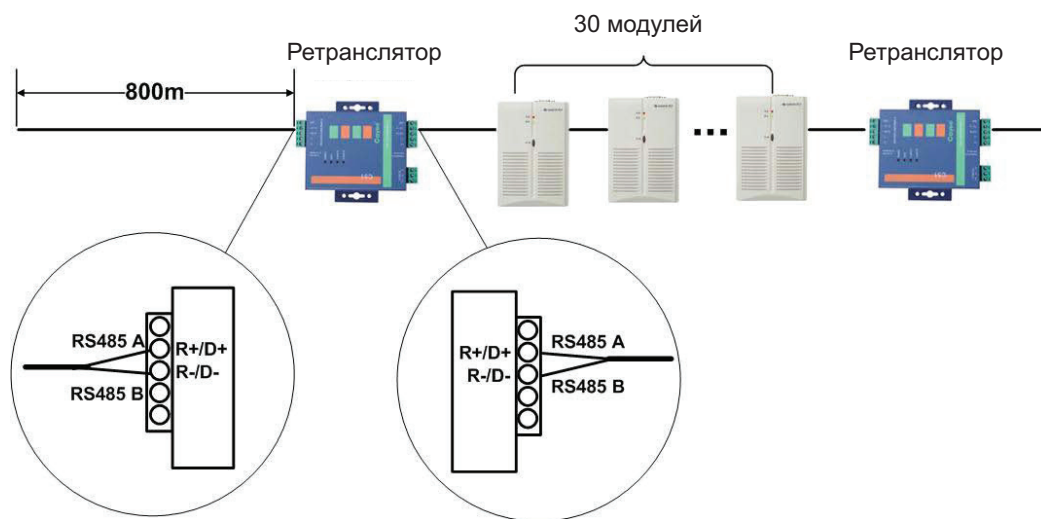 30 модулей
Ретранслятор
Ретранслятор
800m
RS485 A
R+/D+
R-/D-
RS485 B
RS485 A
R+/D+
R-/D-
RS485 B